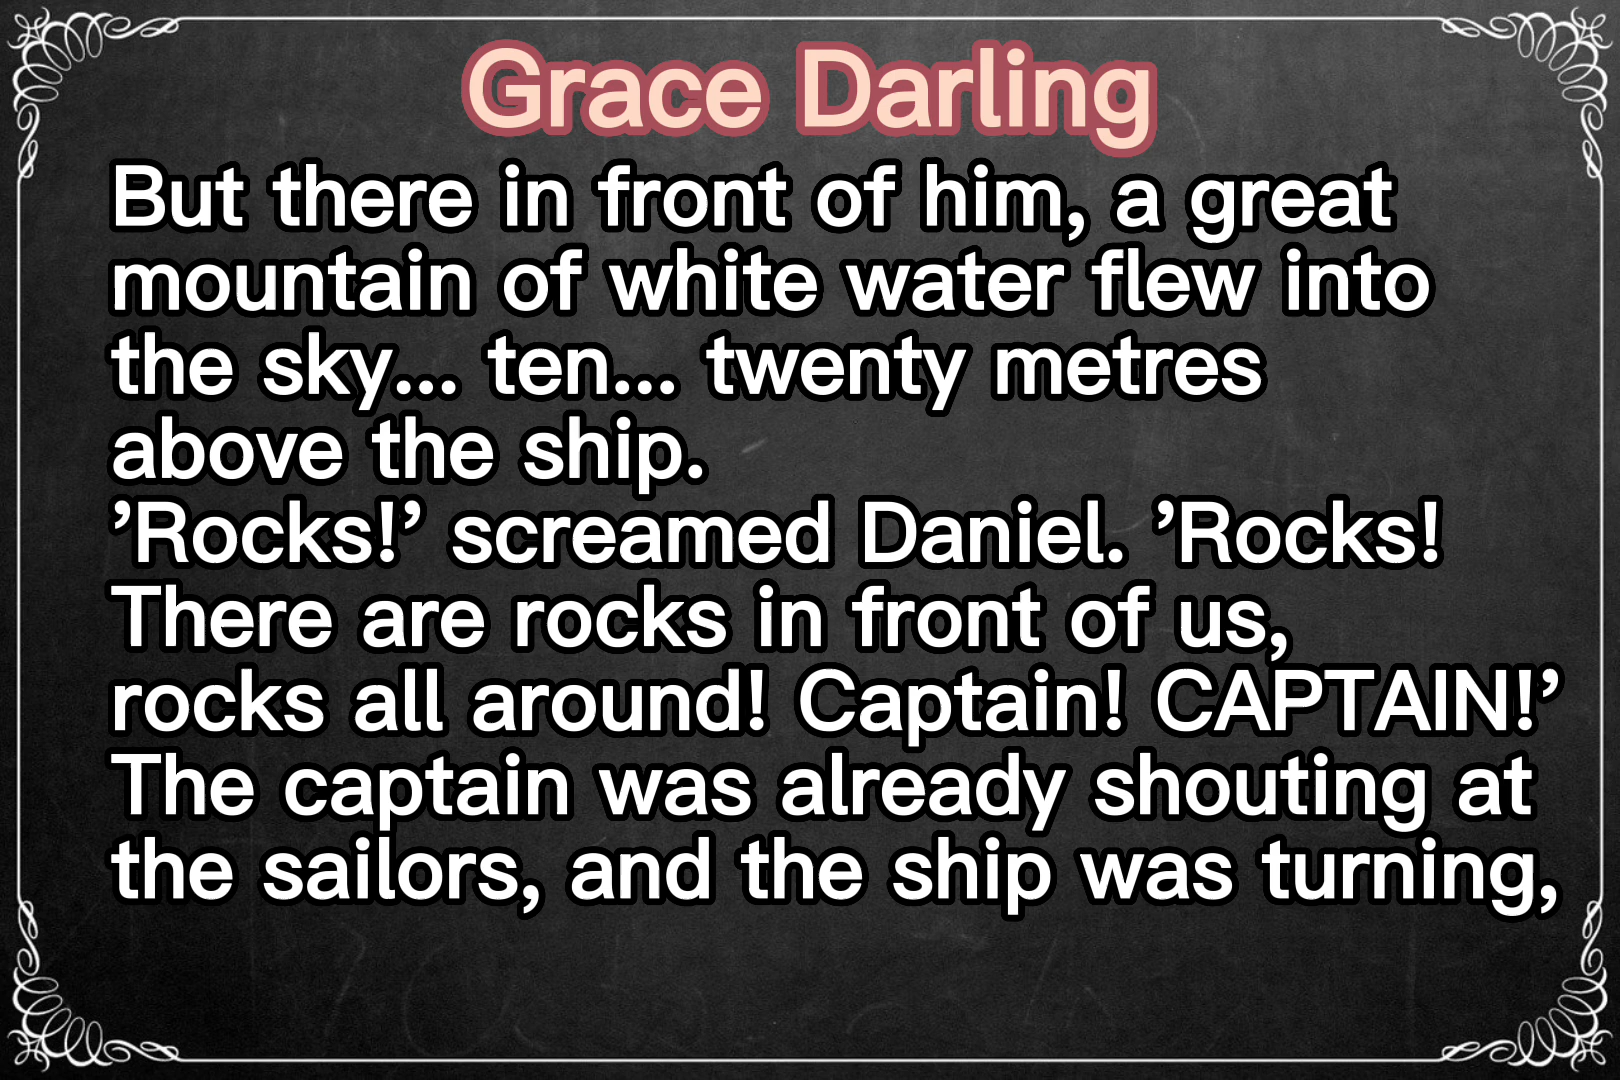 Grace Darling
But there in front of him, a great
mountain of white water flew into
the sky... ten... twenty metres
above the ship.
’Rocks!’ screamed Daniel. ’Rocks!
There are rocks in front of us,
rocks all around! Captain! CAPTAIN!’
The captain was already shouting at
the sailors, and the ship was turning,